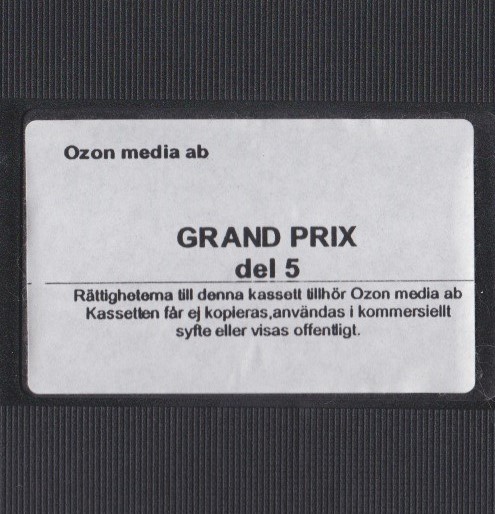 Ozon media ab
GRAND PRIX
del 5
Rättigheterna till denna kassett tillhör Ozon media ab
Kassetten får ej kopieras,användas i kommersiellt
syfte eller visas offentligt.